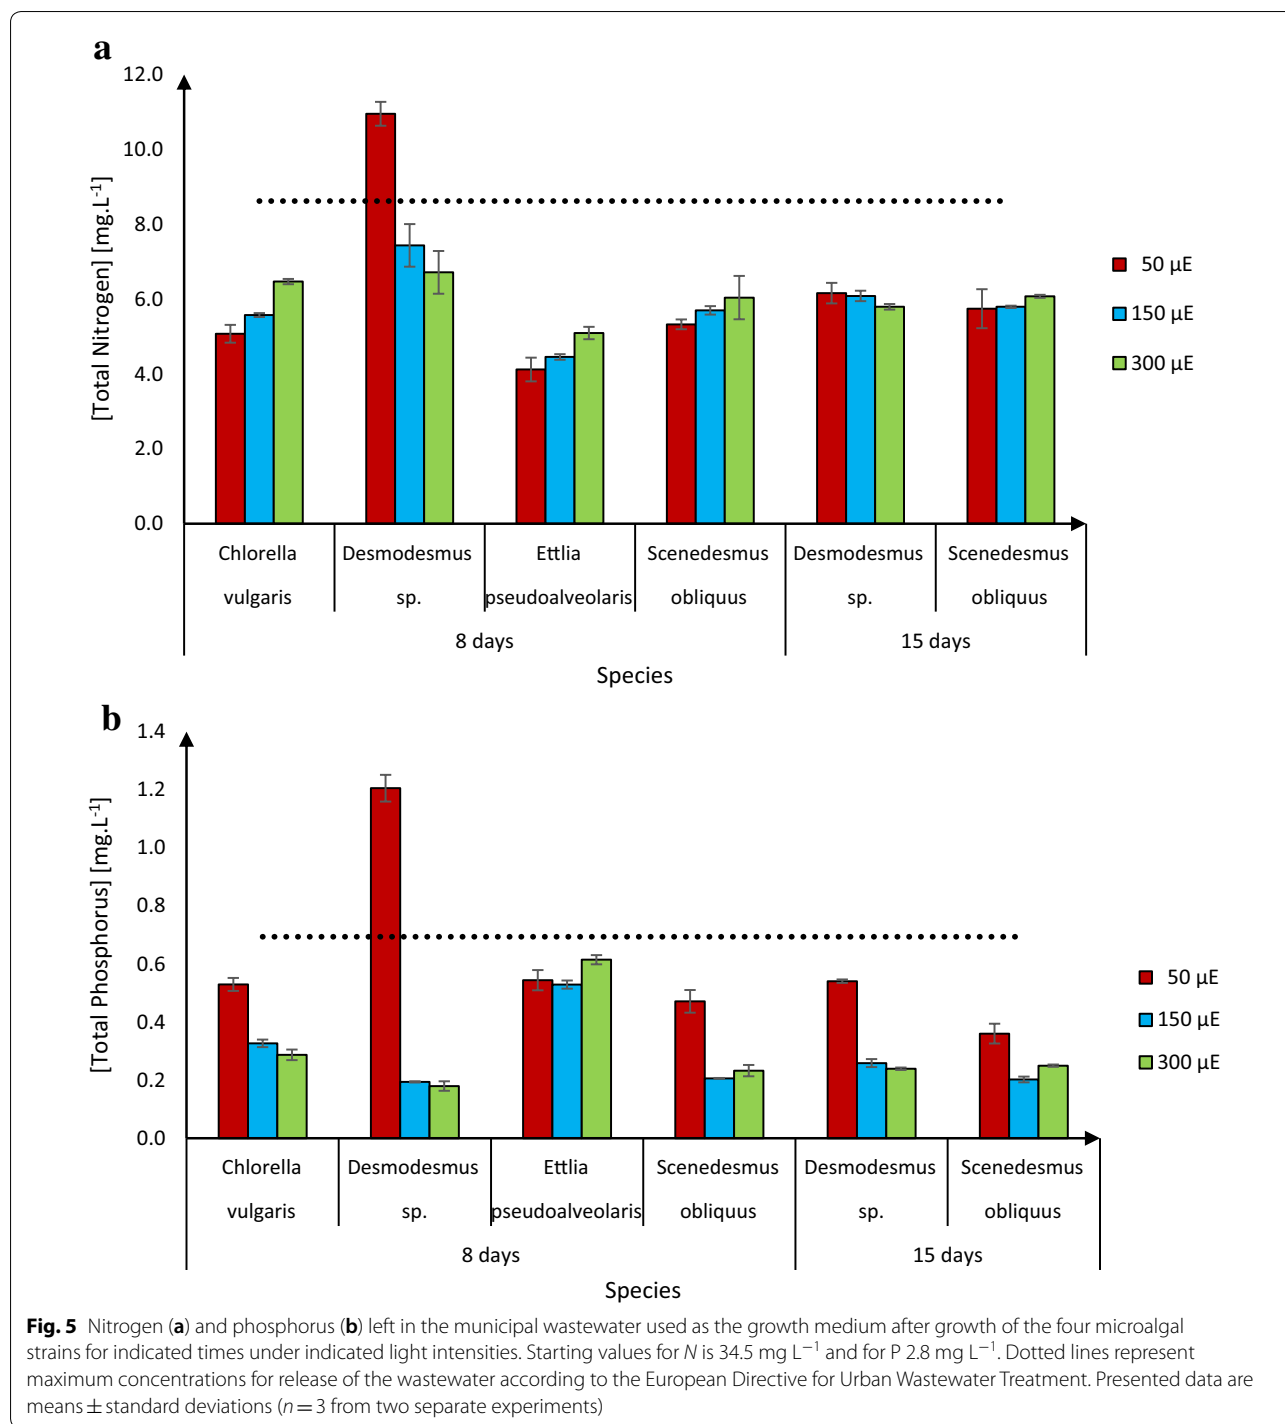 a
12.0
10.0
8.0
6.0
4.0
2.0
0.0
[Total Nitrogen] [mg.L-1]
50 µE
150 µE
300 µE
Chlorella Desmodesmus Ettlia Scenedesmus Desmodesmus Scenedesmus
vulgaris sp. pseudoalveolaris obliquus sp. obliquus
8 days 15 days
Species
b
1.4
1.2
1.0
0.8
0.6
0.4
0.2
0.0
[Total Phosphorus] [mg.L-1]
50 µE
150 µE
300 µE
Chlorella Desmodesmus Ettlia Scenedesmus Desmodesmus Scenedesmus
vulgaris sp. pseudoalveolaris obliquus sp. obliquus
8 days 15 days
Species
Fig. 5 Nitrogen (a) and phosphorus (b) left in the municipal wastewater used as the growth medium after growth of the four microalgal
strains for indicated times under indicated light intensities. Starting values for N is 34.5 mg L−1 and for P 2.8 mg L−1. Dotted lines represent
maximum concentrations for release of the wastewater according to the European Directive for Urban Wastewater Treatment. Presented data are
means ± standard deviations (n = 3 from two separate experiments)